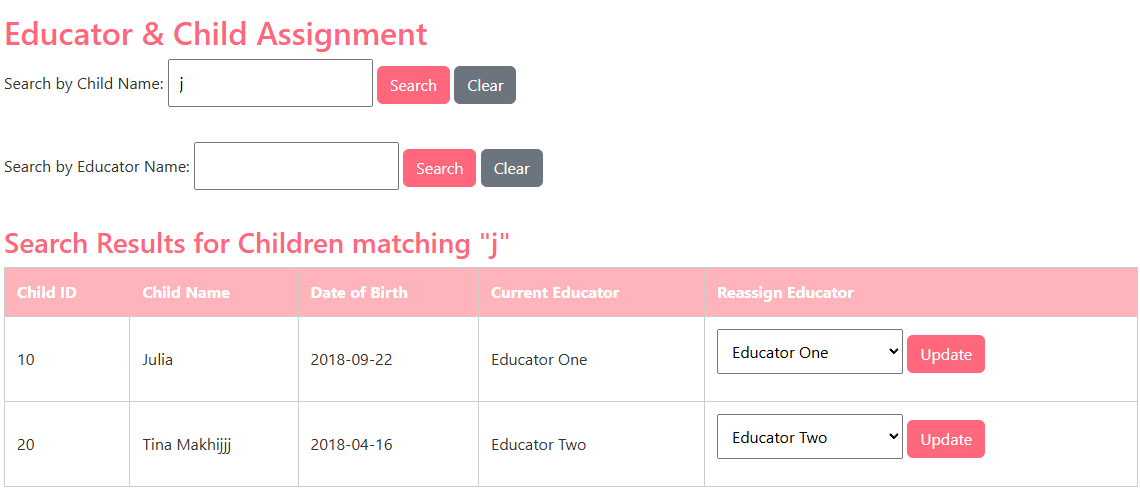 Educator & Child Assignment
Search by Child Name: j Search Clear
Search by Educator Name: Search Clear
Search Results for Children matching "j"
Child ID Child Name Date of Birth Current Educator Reassign Educator
10 Julia 2018-09-22 Educator One Educator One Update
20 Tina Makhijjj 2018-04-16 Educator Two Educator Two Update